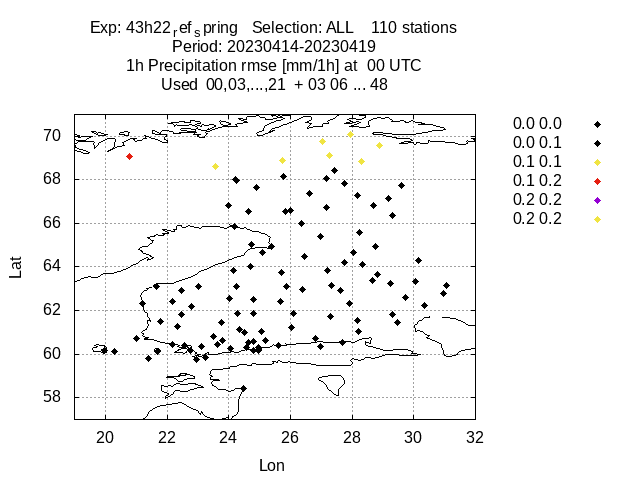 Exp: 43h22ref spring   Selection: ALL    110 stations
Period: 20230414-20230419
1h Precipitation rmse [mm/1h] at  00 UTC
Used  00,03,...,21  + 03 06 ... 48
0.0 0.0
0.0 0.1
0.1 0.1
0.1 0.2
0.2 0.2
0.2 0.2
70
68
66
64
62
60
58
Lat
20 22 24 26 28 30 32
Lon